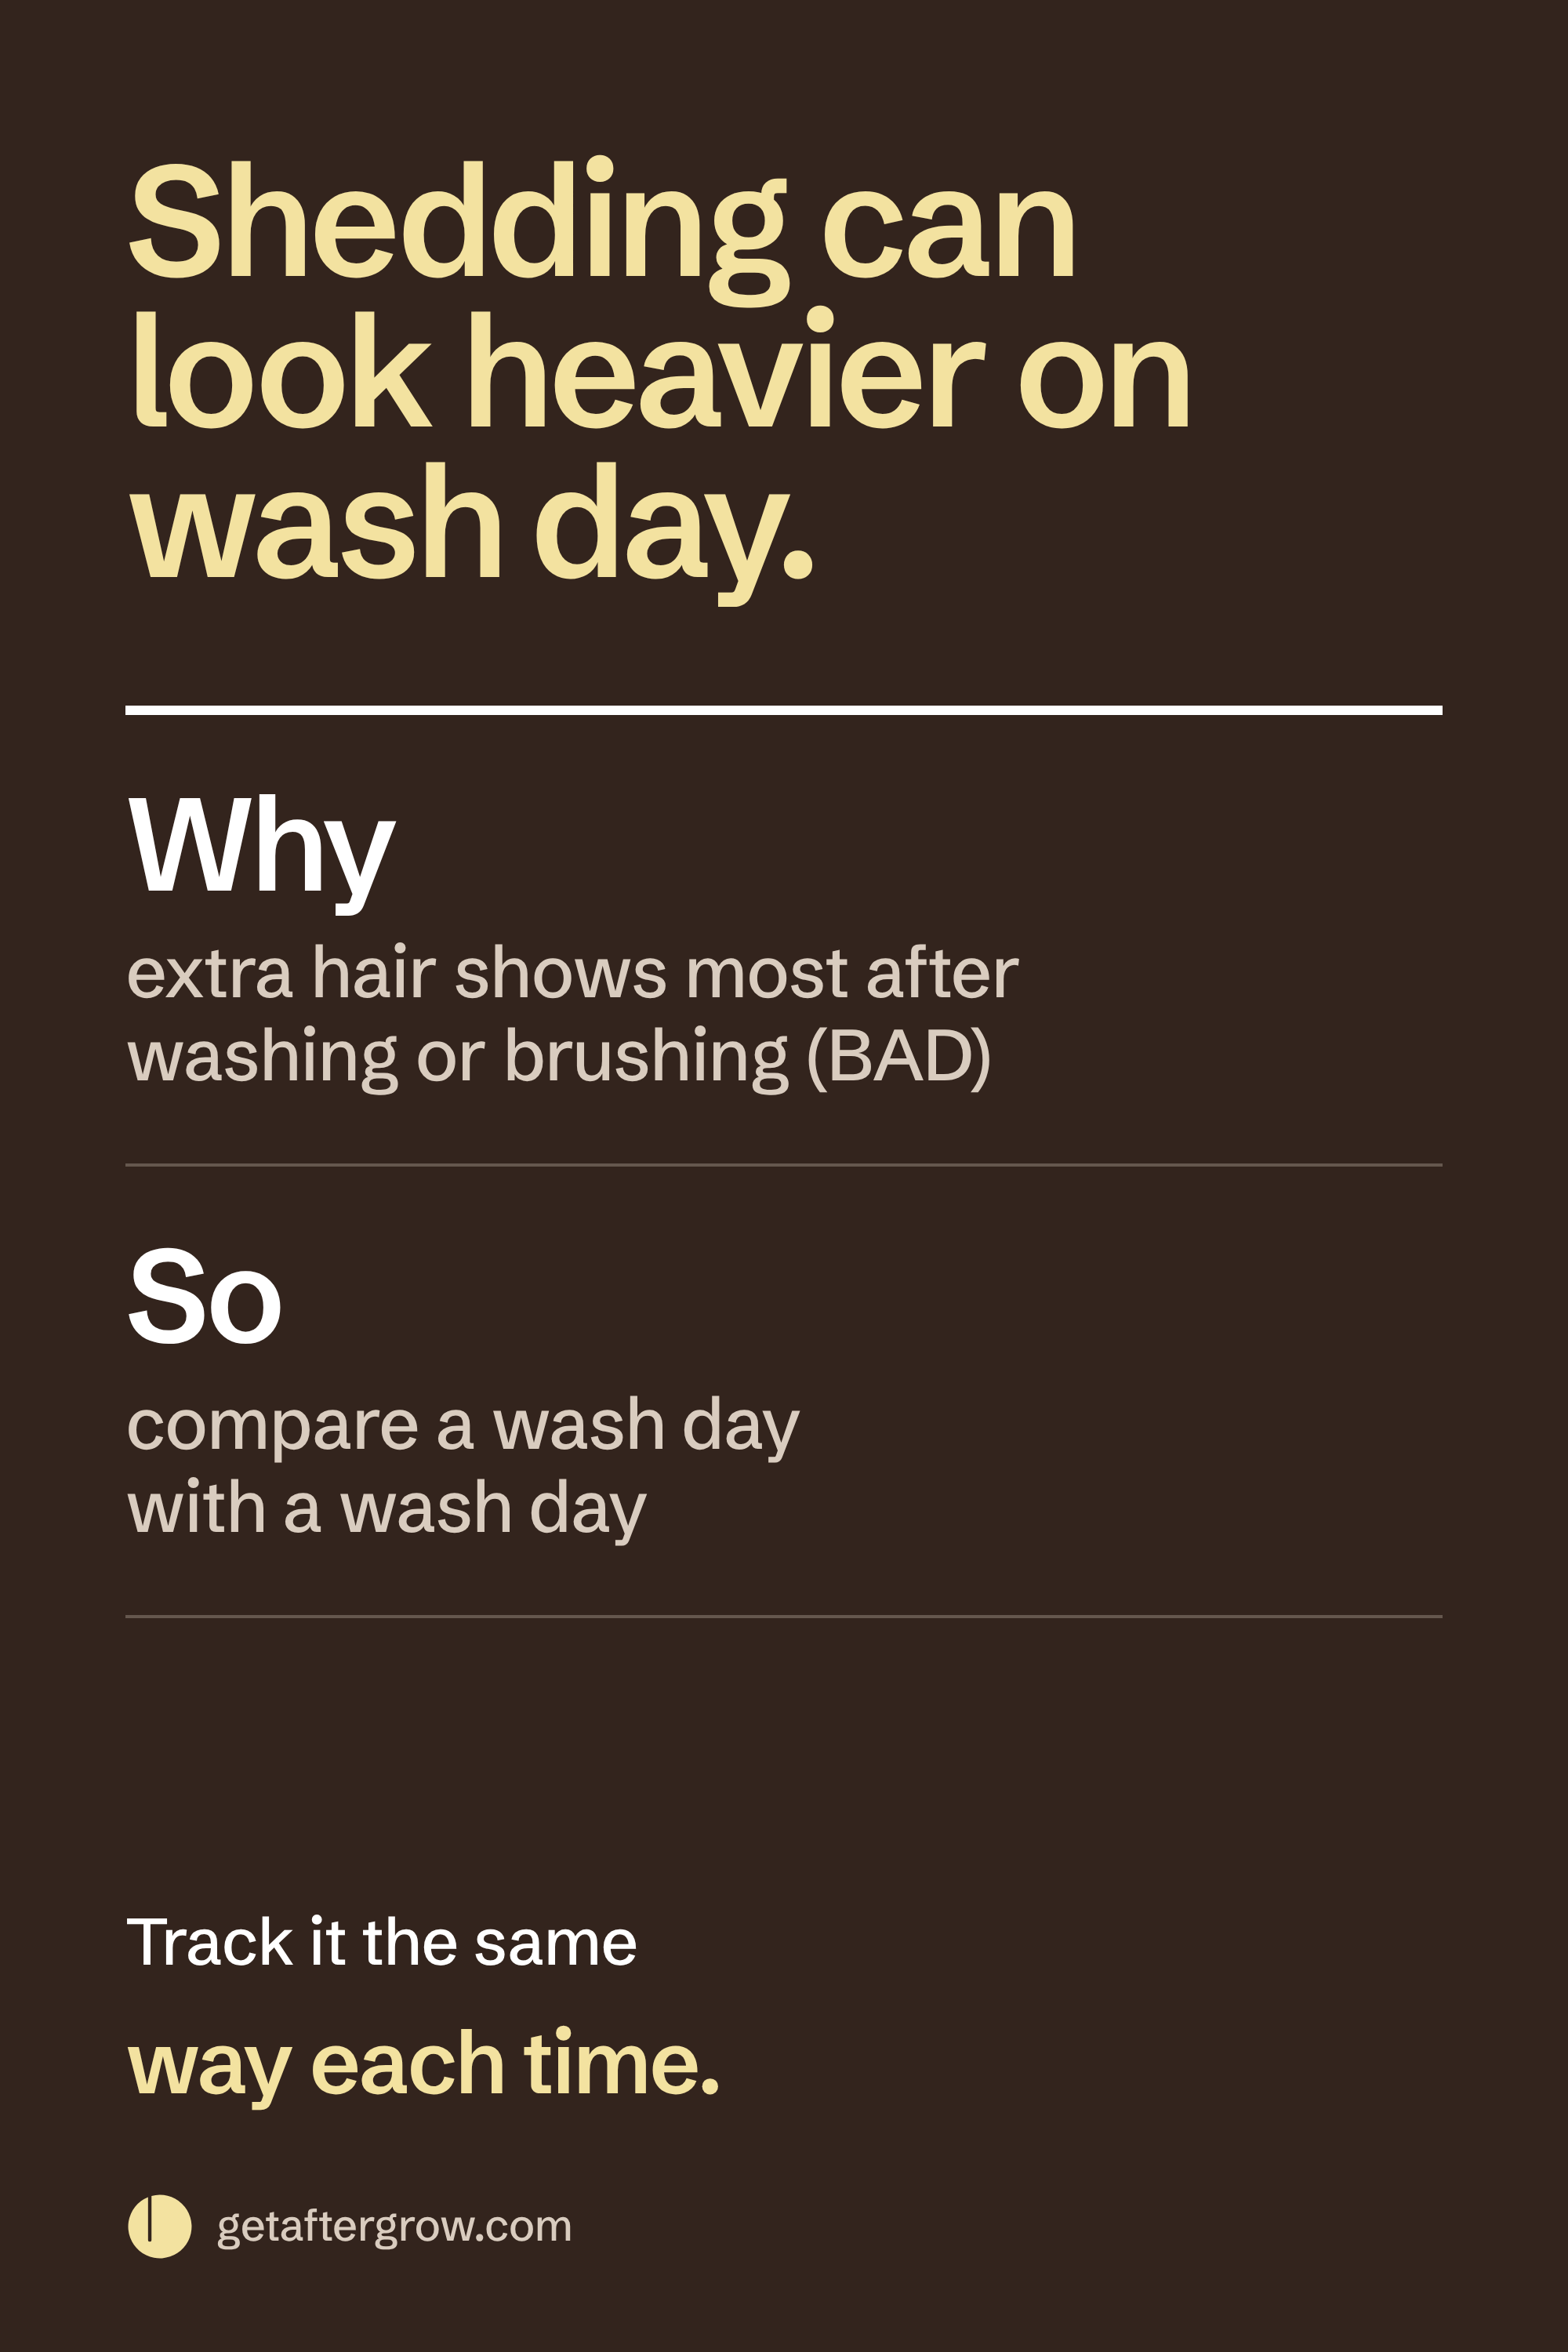 Shedding can
look heavier on
wash day.
Why
extra hair shows most after
washing or brushing (BAD)
So
compare a wash day
with a wash day
Track it the same
way each time.
getaftergrow.com